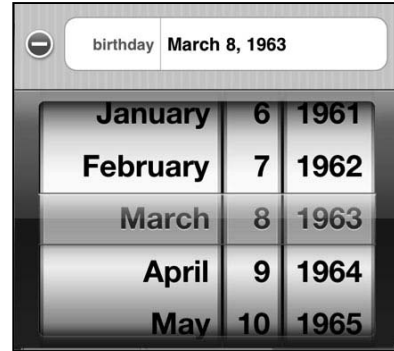 birthday March 8, 1963
January 6 1961
February 7 1962
March 8 1963
April 9 1964
May 10 1965